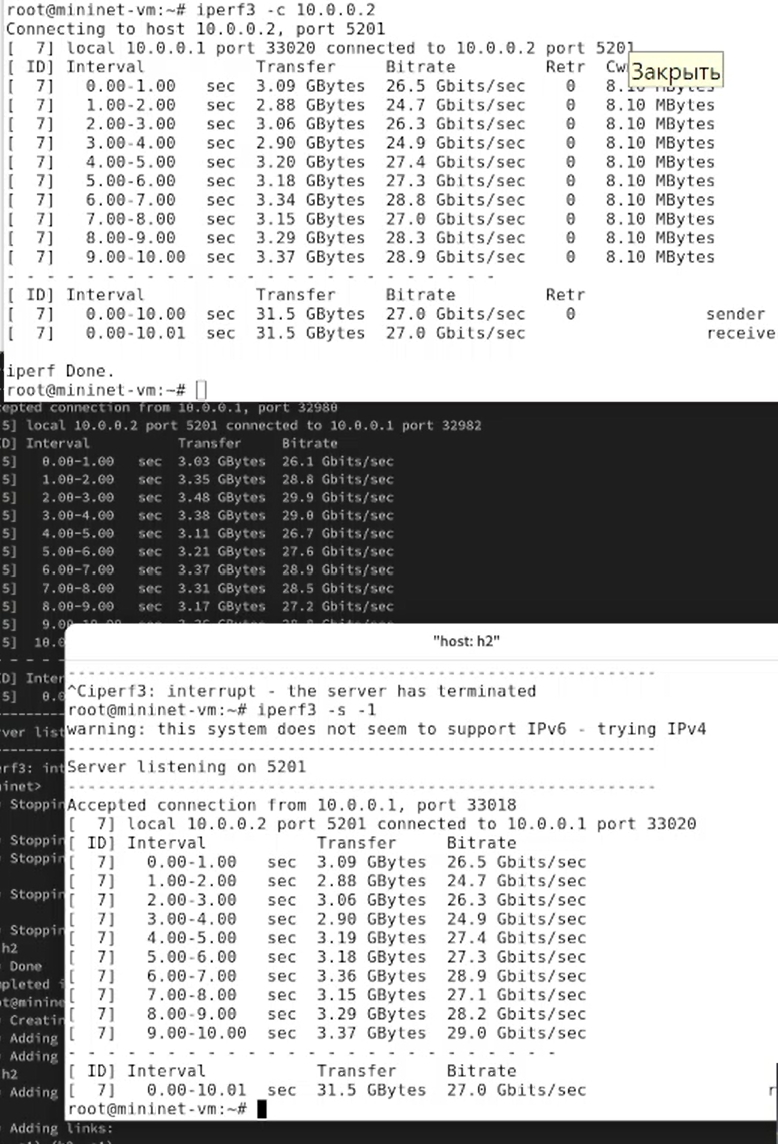 root@mininet-vm:~# iperf3 -c 10.0.0.2
Connecting to host 10.0.0.2, port 5201
[  7] local 10.0.0.1 port 33020 connected to 10.0.0.2 port 5201
[ ID] Interval           Transfer     Bitrate         Retr  Cw
Закрыть
[  7]   0.00-1.00   sec  3.09 GBytes  26.5 Gbits/sec    0   8.10 MBytes
[  7]   1.00-2.00   sec  2.88 GBytes  24.7 Gbits/sec    0   8.10 MBytes
[  7]   2.00-3.00   sec  3.06 GBytes  26.3 Gbits/sec    0   8.10 MBytes
[  7]   3.00-4.00   sec  2.90 GBytes  24.9 Gbits/sec    0   8.10 MBytes
[  7]   4.00-5.00   sec  3.20 GBytes  27.4 Gbits/sec    0   8.10 MBytes
[  7]   5.00-6.00   sec  3.18 GBytes  27.3 Gbits/sec    0   8.10 MBytes
[  7]   6.00-7.00   sec  3.34 GBytes  28.8 Gbits/sec    0   8.10 MBytes
[  7]   7.00-8.00   sec  3.15 GBytes  27.0 Gbits/sec    0   8.10 MBytes
[  7]   8.00-9.00   sec  3.29 GBytes  28.3 Gbits/sec    0   8.10 MBytes
[  7]   9.00-10.00  sec  3.37 GBytes  28.9 Gbits/sec    0   8.10 MBytes
- - - - - - - - - - - - - - - - - - - - - - - - -
[ ID] Interval           Transfer     Bitrate         Retr
[  7]   0.00-10.00  sec  31.5 GBytes  27.0 Gbits/sec    0             sender
[  7]   0.00-10.01  sec  31.5 GBytes  27.0 Gbits/sec                  receive
iperf Done.
root@mininet-vm:~#
cepted connection from 10.0.0.1, port 32980
5] local 10.0.0.2 port 5201 connected to 10.0.0.1 port 32982
ID] Interval           Transfer     Bitrate
5]   0.00-1.00   sec  3.03 GBytes  26.1 Gbits/sec
5]   1.00-2.00   sec  3.35 GBytes  28.8 Gbits/sec
5]   2.00-3.00   sec  3.48 GBytes  29.9 Gbits/sec
5]   3.00-4.00   sec  3.38 GBytes  29.0 Gbits/sec
5]   4.00-5.00   sec  3.11 GBytes  26.7 Gbits/sec
5]   5.00-6.00   sec  3.21 GBytes  27.6 Gbits/sec
5]   6.00-7.00   sec  3.37 GBytes  28.9 Gbits/sec
5]   7.00-8.00   sec  3.31 GBytes  28.5 Gbits/sec
5]   8.00-9.00   sec  3.17 GBytes  27.2 Gbits/sec
5]   9.00
5]  10.0
ID] Inter
5]   0.0
ver list
erf3: int
inet>
Stoppin
Stoppin
Stoppin
Stoppin
Stoppin
h2
Done
mpleted i
ot@minine
Creatin
Adding
Adding
h2
Adding
Adding links:
"host: h2"
-----------------------------------------------------------
^Ciperf3: interrupt - the server has terminated
root@mininet-vm:~# iperf3 -s -1
warning: this system does not seem to support IPv6 - trying IPv4
-----------------------------------------------------------
Server listening on 5201
-----------------------------------------------------------
Accepted connection from 10.0.0.1, port 33018
[  7] local 10.0.0.2 port 5201 connected to 10.0.0.1 port 33020
[ ID] Interval           Transfer     Bitrate
[  7]   0.00-1.00   sec  3.09 GBytes  26.5 Gbits/sec
[  7]   1.00-2.00   sec  2.88 GBytes  24.7 Gbits/sec
[  7]   2.00-3.00   sec  3.06 GBytes  26.3 Gbits/sec
[  7]   3.00-4.00   sec  2.90 GBytes  24.9 Gbits/sec
[  7]   4.00-5.00   sec  3.19 GBytes  27.4 Gbits/sec
[  7]   5.00-6.00   sec  3.18 GBytes  27.3 Gbits/sec
[  7]   6.00-7.00   sec  3.36 GBytes  28.9 Gbits/sec
[  7]   7.00-8.00   sec  3.15 GBytes  27.1 Gbits/sec
[  7]   8.00-9.00   sec  3.29 GBytes  28.2 Gbits/sec
[  7]   9.00-10.00  sec  3.37 GBytes  29.0 Gbits/sec
- - - - - - - - - - - - - - - - - - - - - - - - -
[ ID] Interval           Transfer     Bitrate
[  7]   0.00-10.01  sec  31.5 GBytes  27.0 Gbits/sec                  r
root@mininet-vm:~#